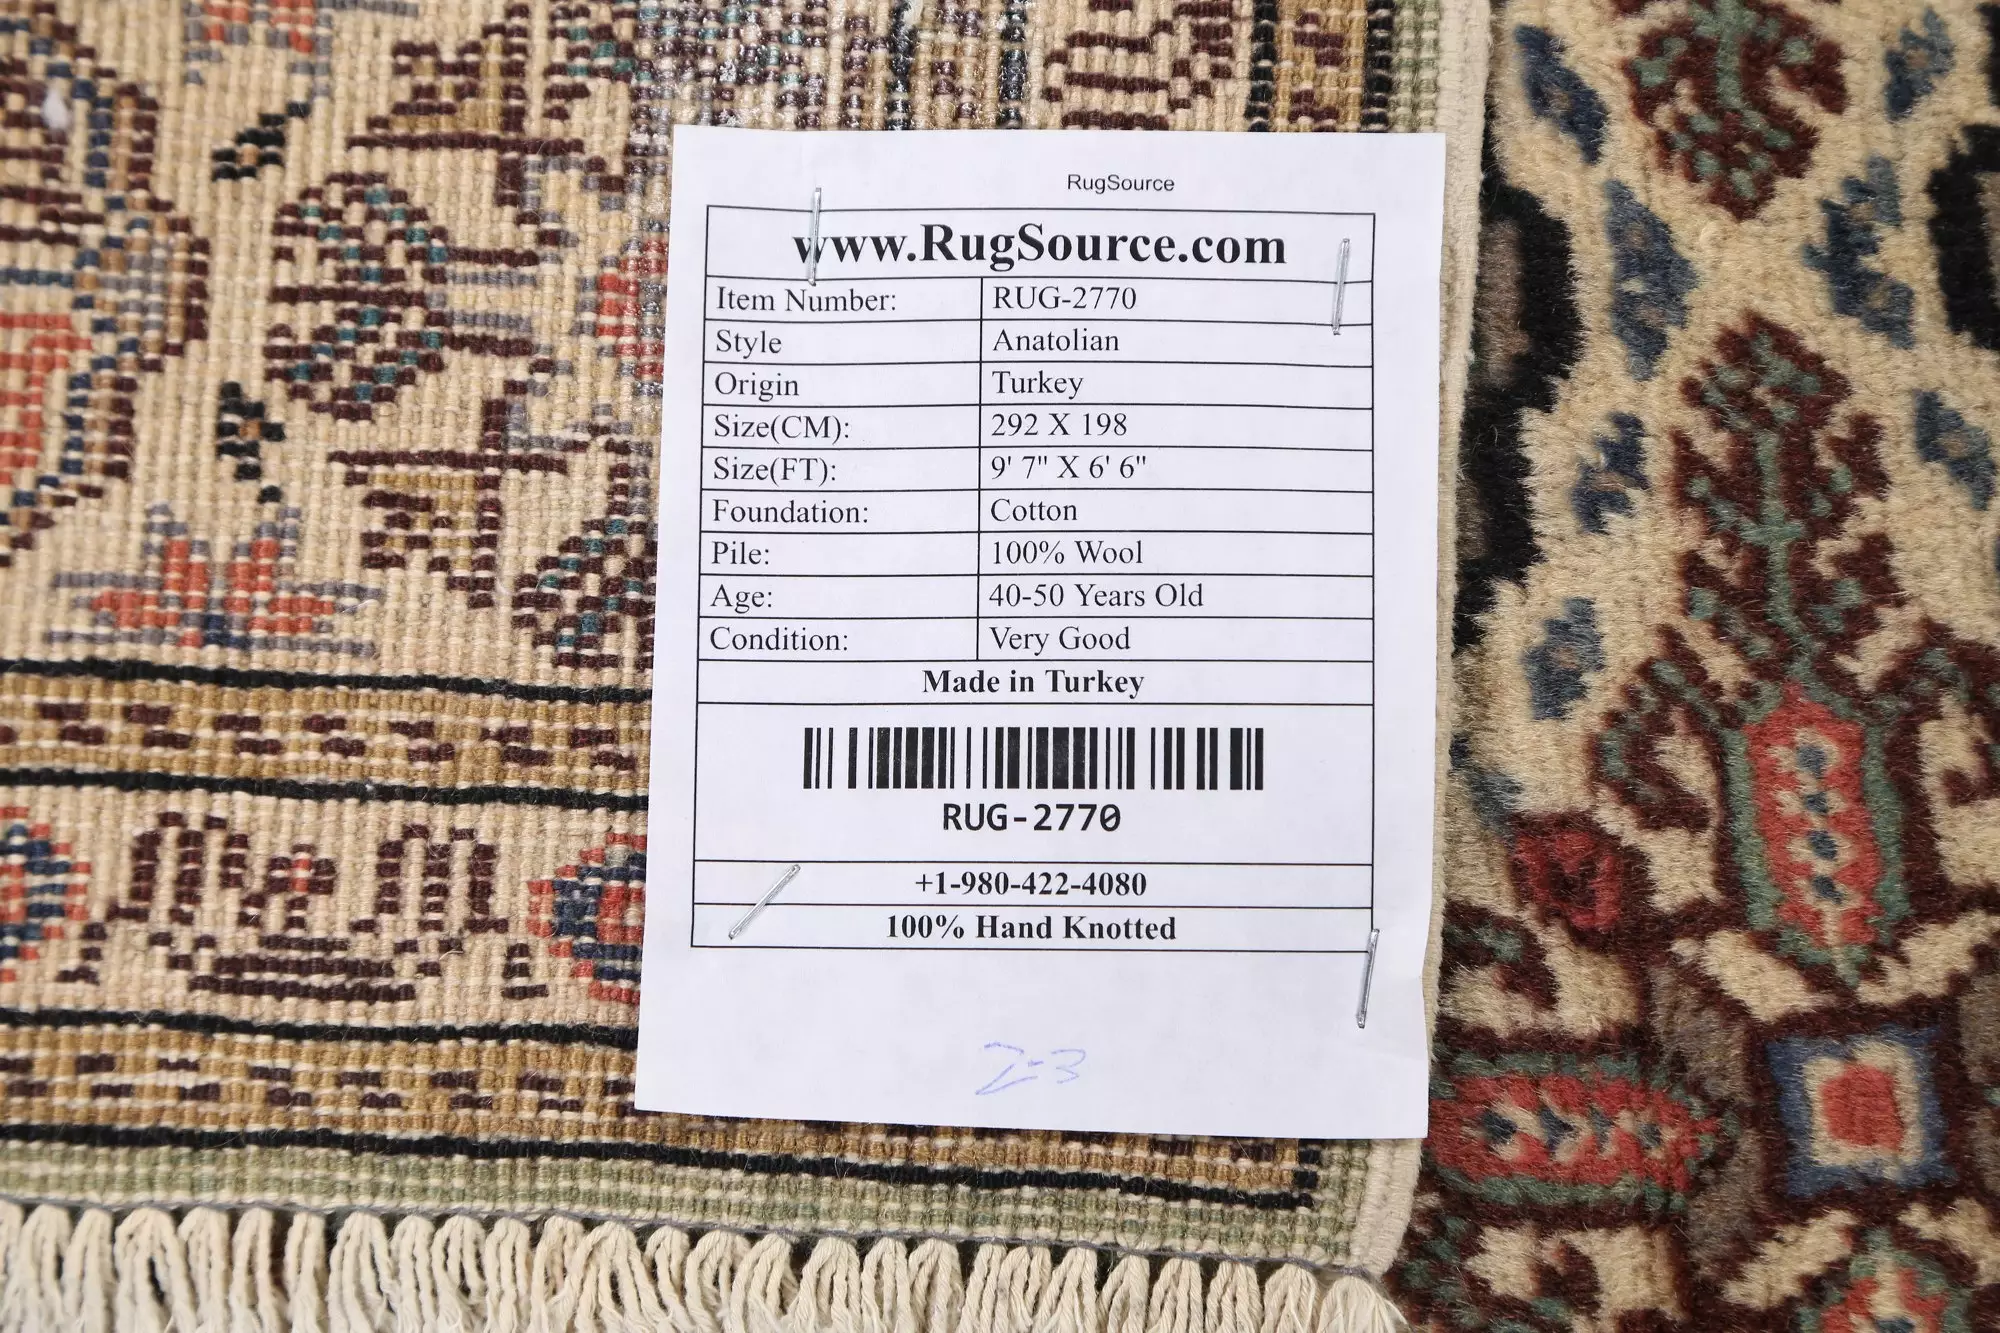 RugSource
www.RugSource.com
Item Number: RUG-2770
Style Anatolian
Origin Turkey
Size(CM): 292 X 198
Size(FT): 9' 7" X 6' 6"
Foundation: Cotton
Pile: 100% Wool
Age: 40-50 Years Old
Condition: Very Good
Made in Turkey
RUG-2770
+1-980-422-4080
100% Hand Knotted
2-3